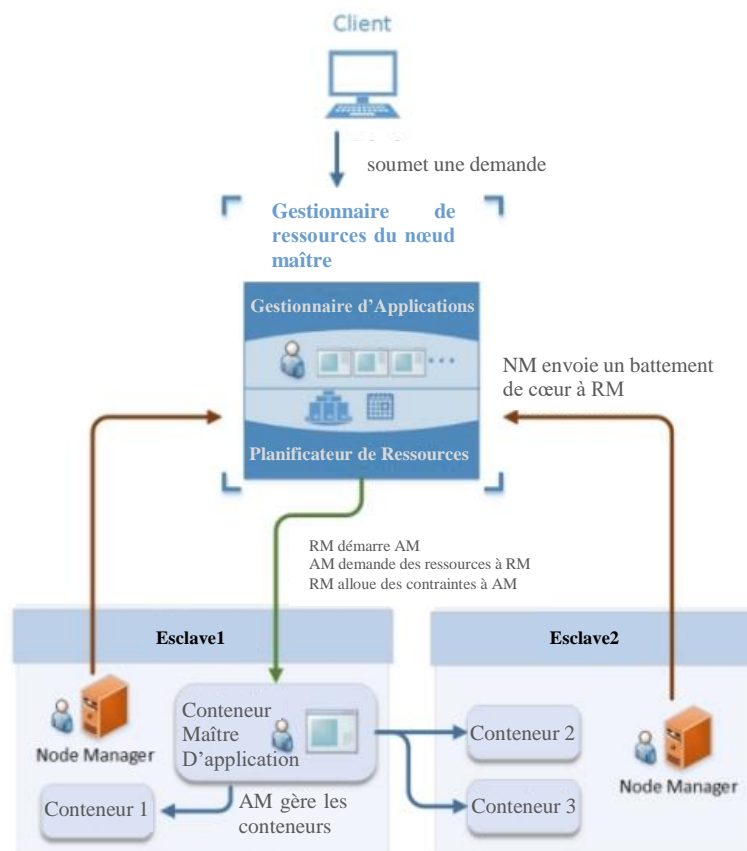 Client
soumet une demande
Gestionnaire de
ressources du nœud
maître
Gestionnaire d'Applications
NM envoie un battement
de cœur à RM
Planificateur de Ressources
RM démarre AM
AM demande des ressources à RM
RM alloue des contraintes à AM
Esclave1
Esclave2
Conteneur
Maître
D'application
Node Manager
Conteneur 2
Node Manager
Conteneur 1
AM gère les
conteneurs
Conteneur 3